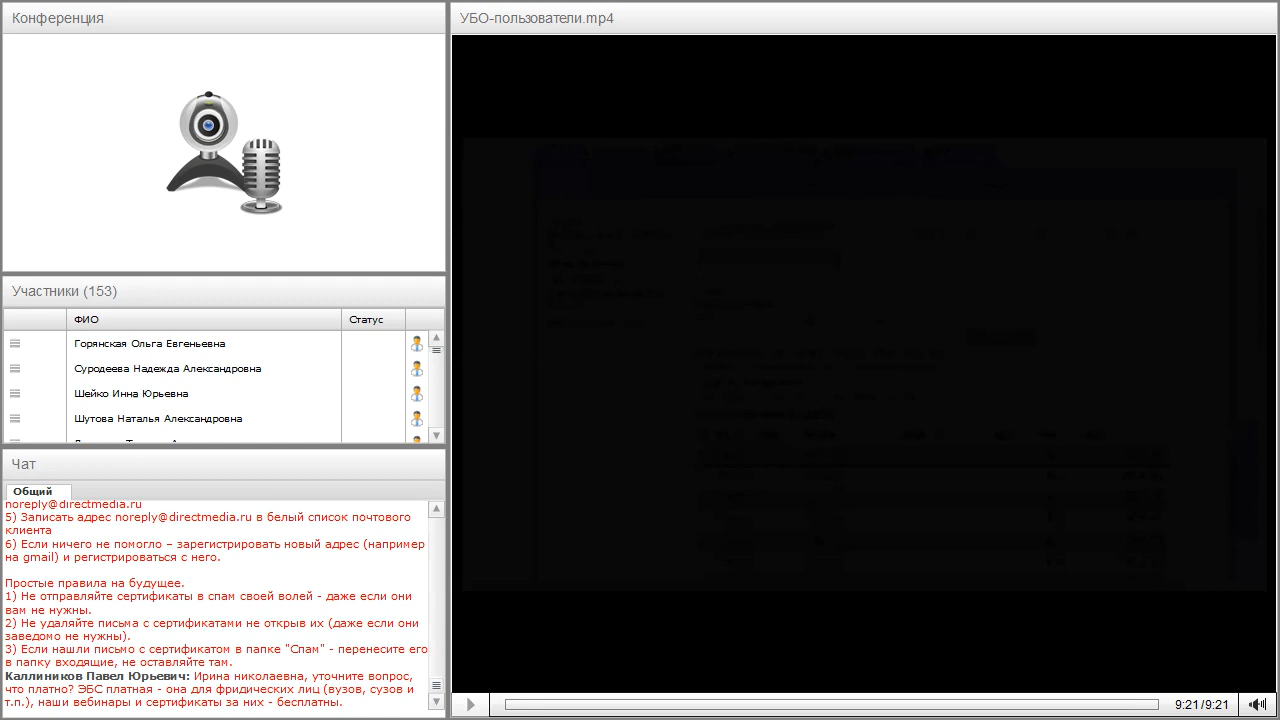 Конференция
УБО-пользователи.mp4
Участники (153)
ФИО Статус
Горянская Ольга Евгеньевна
Суродеева Надежда Александровна
Шейко Инна Юрьевна
Шутова Наталья Александровна
Чат
Общий
noreply@directmedia.ru
5) Записать адрес noreply@directmedia.ru в белый список почтового
клиента
6) Если ничего не помогло – зарегистрировать новый адрес (например
на gmail) и регистрироваться с него.
Простые правила на будущее.
1) Не отправляйте сертификаты в спам своей волей - даже если они
вам не нужны.
2) Не удаляйте письма с сертификатами не открыв их (даже если они
заведомо не нужны).
3) Если нашли письмо с сертификатом в папке "Спам" - перенесите его
в папку входящие, не оставляйте там.
Каллиников Павел Юрьевич: Ирина николаевна, уточните вопрос,
что платно? ЭБС платная - она для фридических лиц (вузов, сузов и
т.п.), наши вебинары и сертификаты за них - бесплатны.
9:21/9:21